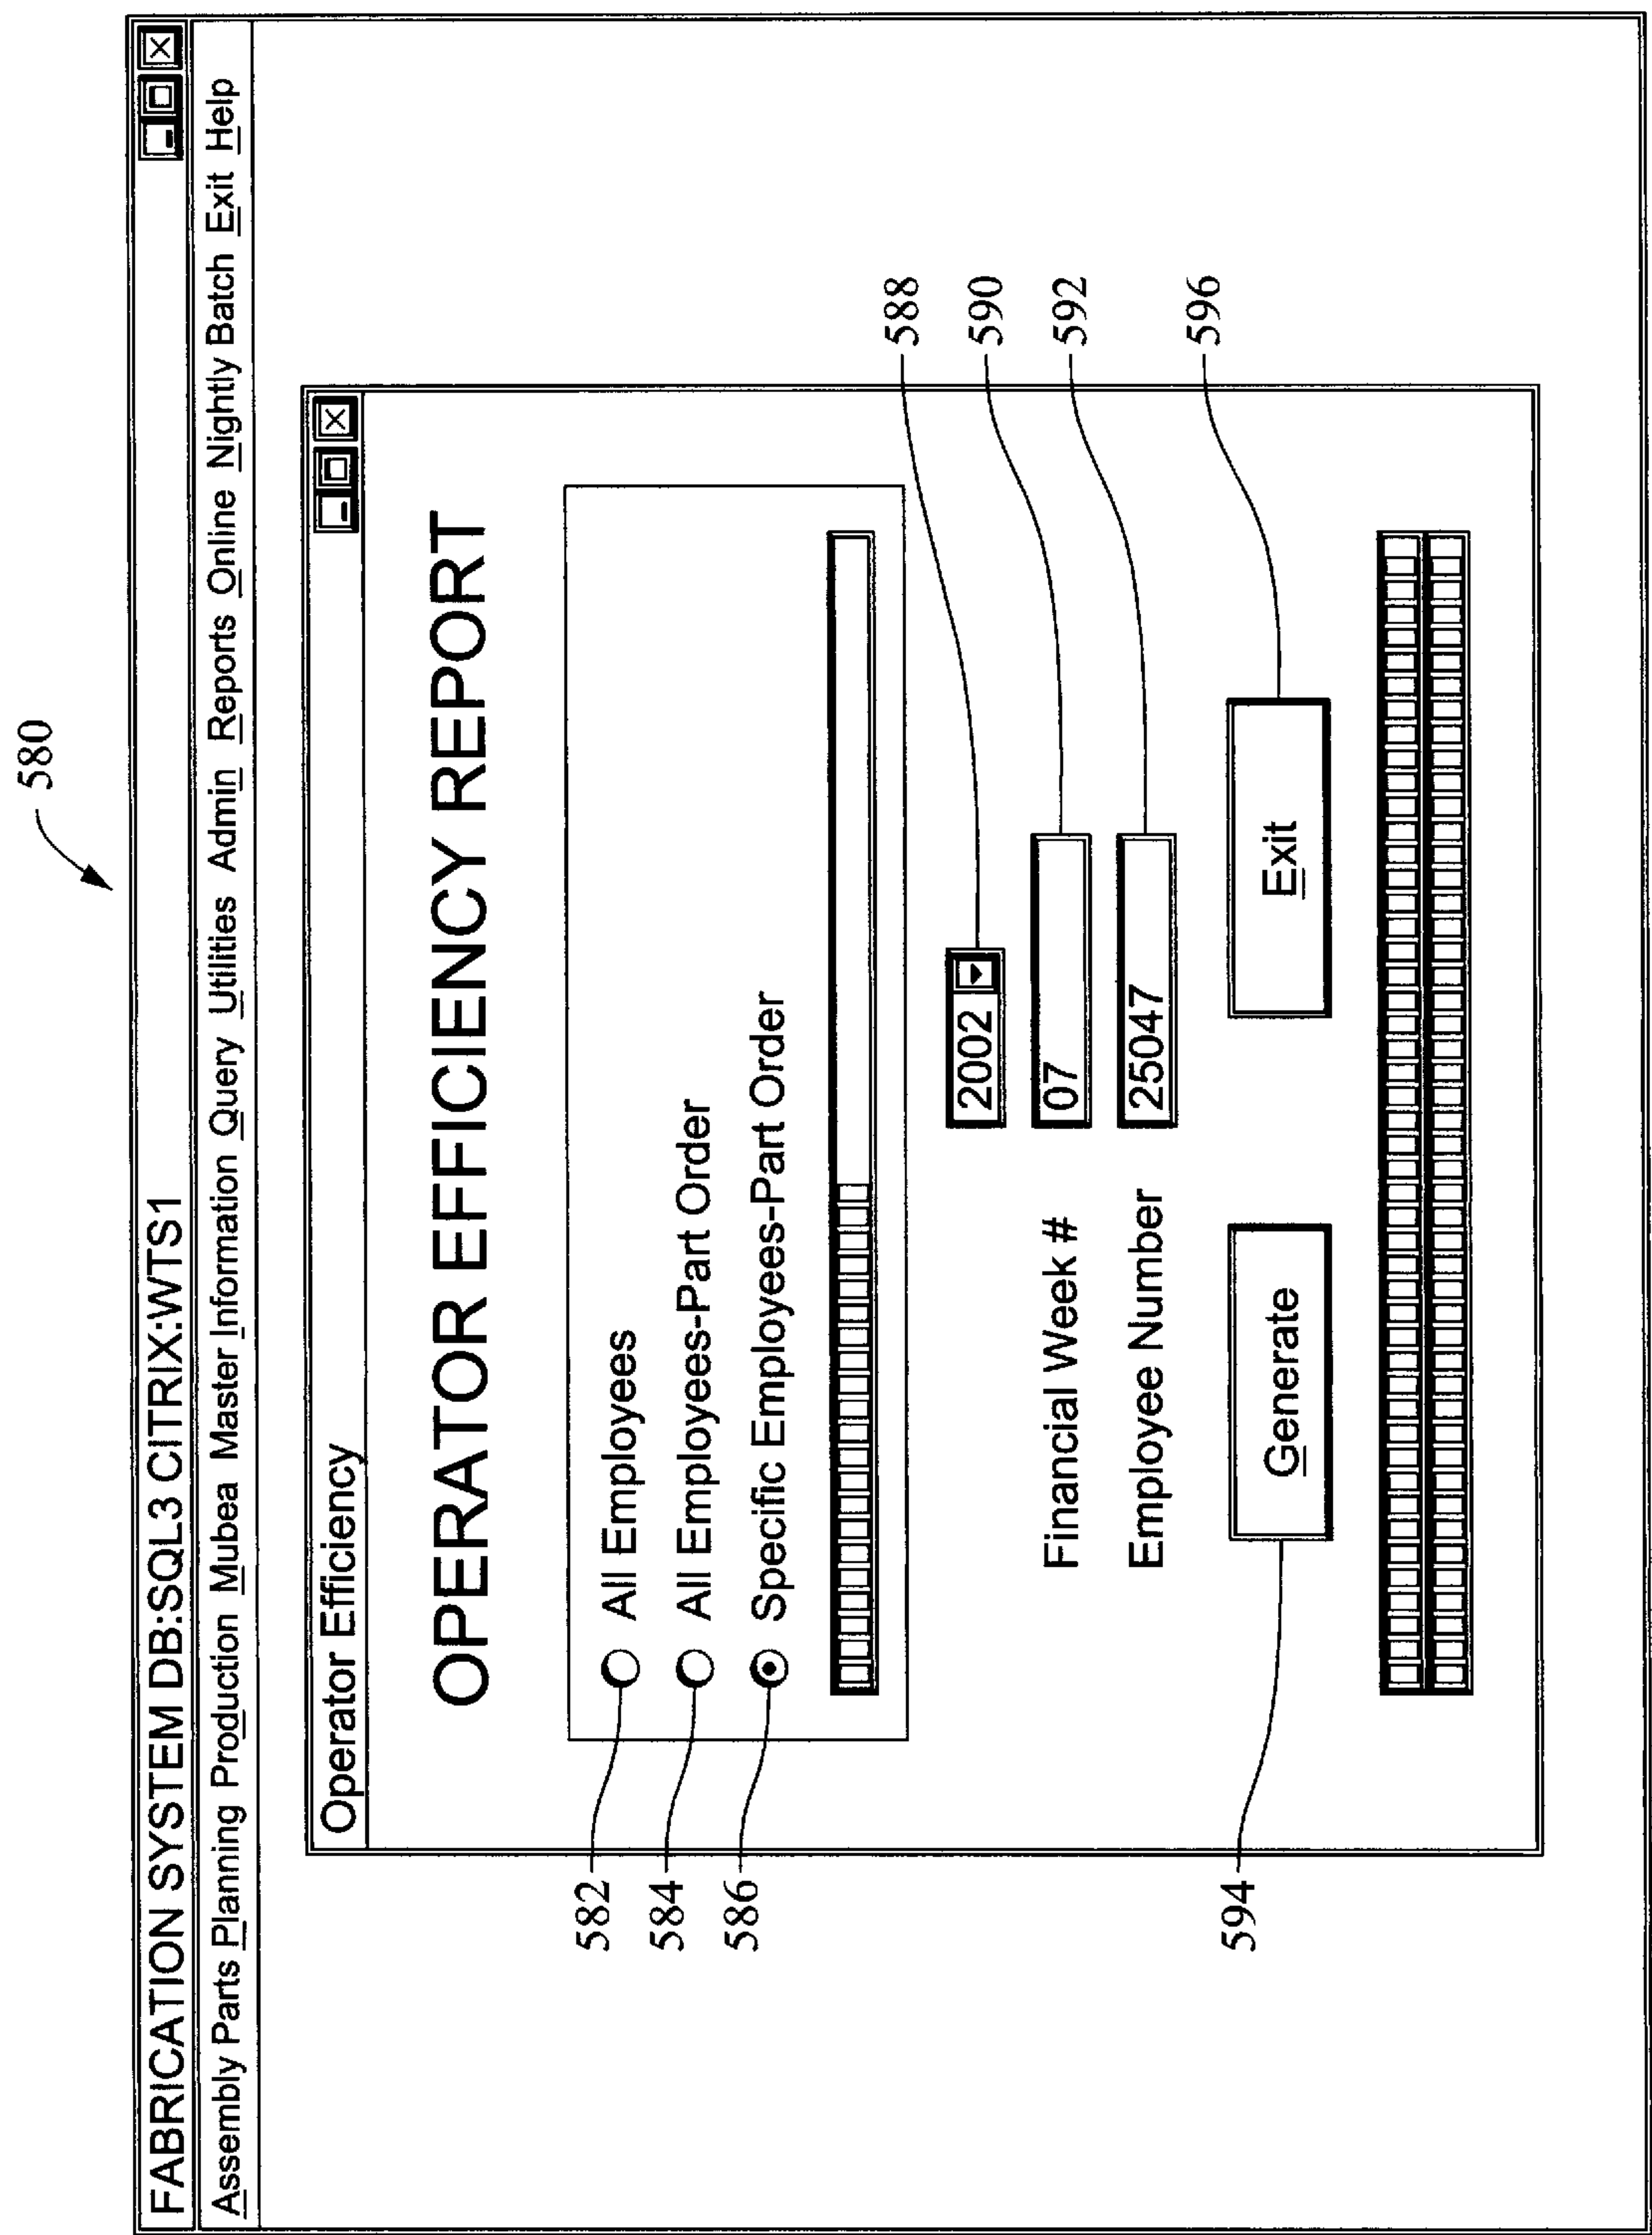 580
FABRICATION SYSTEM DB:SQL3 CITRIX:WTS1
Assembly Parts Planning Production Mubea Master Information Query Utilities Admin Reports Online Nightly Batch Exit Help
Operator Efficiency
OPERATOR EFFICIENCY REPORT
582 All Employees
584 All Employees-Part Order
586 Specific Employees-Part Order
2002 588
Financial Week # 07 590
Employee Number 25047 592
594 Generate Exit 596